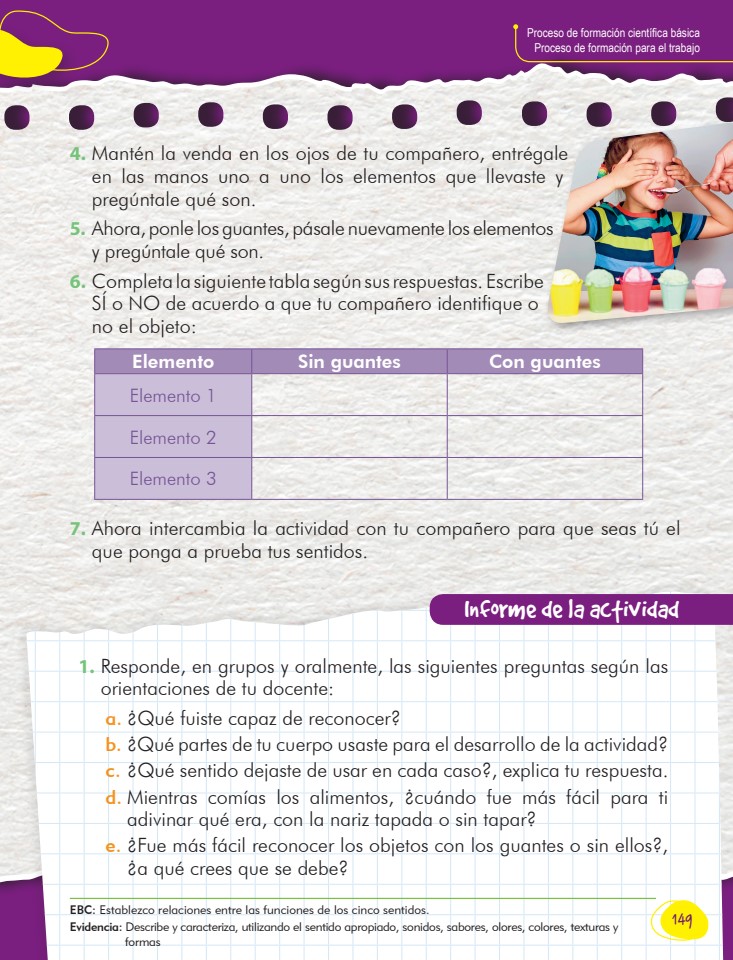 Proceso de formación científica básica
Proceso de formación para el trabajo
4. Mantén la venda en los ojos de tu compañero, entrégale
en las manos uno a uno los elementos que llevaste y
pregúntale qué son.
5. Ahora, ponle los guantes, pásale nuevamente los elementos
y pregúntale qué son.
6. Completa la siguiente tabla según sus respuestas. Escribe
SÍ o NO de acuerdo a que tu compañero identifique o
no el objeto:
Elemento Sin guantes Con guantes
Elemento 1
Elemento 2
Elemento 3
7. Ahora intercambia la actividad con tu compañero para que seas tú el
que ponga a prueba tus sentidos.
Informe de la actividad
1. Responde, en grupos y oralmente, las siguientes preguntas según las
orientaciones de tu docente:
a. ¿Qué fuiste capaz de reconocer?
b. ¿Qué partes de tu cuerpo usaste para el desarrollo de la actividad?
c. ¿Qué sentido dejaste de usar en cada caso?, explica tu respuesta.
d. Mientras comías los alimentos, ¿cuándo fue más fácil para ti
adivinar qué era, con la nariz tapada o sin tapar?
e. ¿Fue más fácil reconocer los objetos con los guantes o sin ellos?,
¿a qué crees que se debe?
EBC: Establezco relaciones entre las funciones de los cinco sentidos.
Evidencia: Describe y caracteriza, utilizando el sentido apropiado, sonidos, sabores, olores, colores, texturas y
formas
149